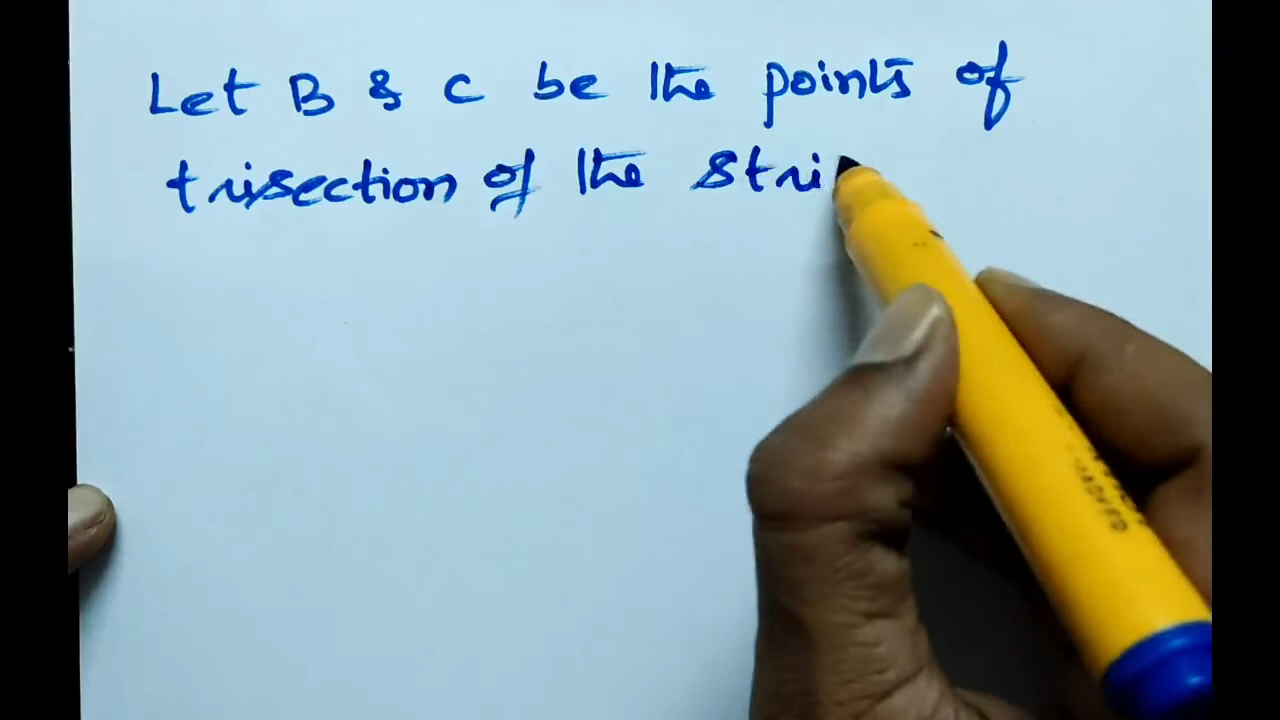 Let B & C be the points of
trisection of the stri